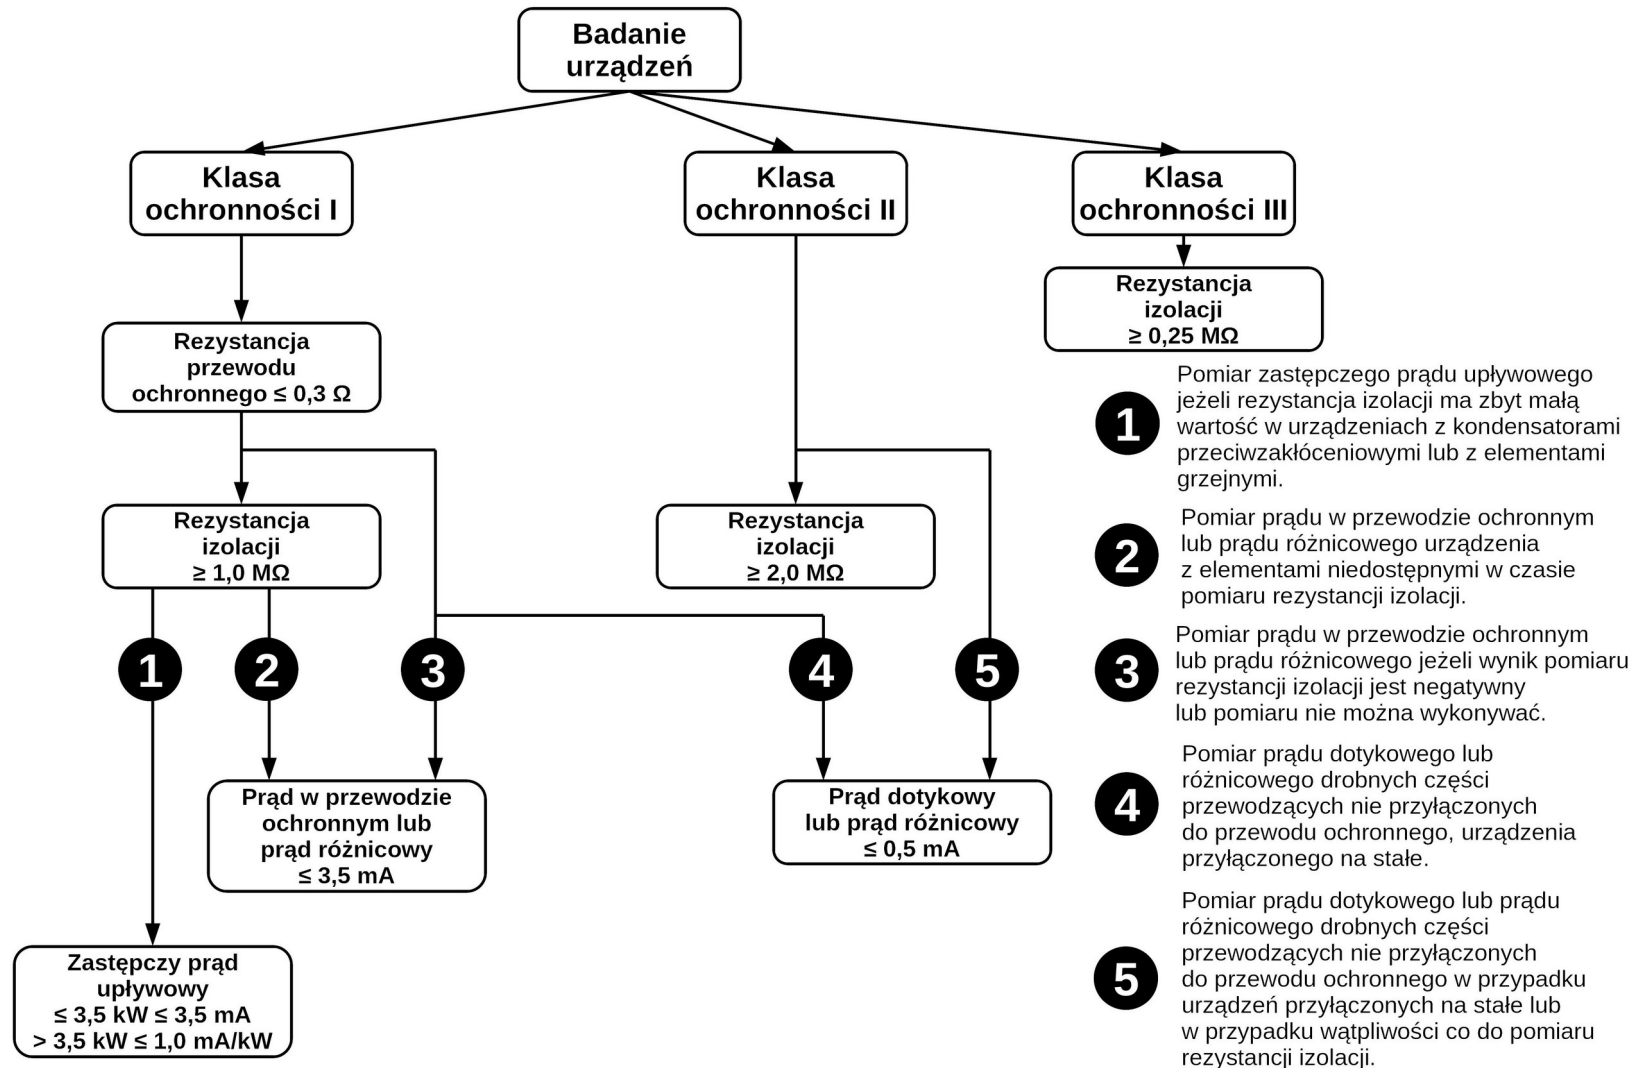 Badanie
urządzeń
Klasa
ochronności I
Klasa
ochronności II
Klasa
ochronności III
Rezystancja
izolacji
≥ 0,25 MΩ
Rezystancja
przewodu
ochronnego ≤ 0,3 Ω
Rezystancja
izolacji
≥ 1,0 MΩ
Rezystancja
izolacji
≥ 2,0 MΩ
1
2
3
4
5
Prąd w przewodzie
ochronnym lub
prąd różnicowy
≤ 3,5 mA
Prąd dotykowy
lub prąd różnicowy
≤ 0,5 mA
Zastępczy prąd
upływowy
≤ 3,5 kW ≤ 3,5 mA
> 3,5 kW ≤ 1,0 mA/kW
1
Pomiar zastępczego prądu upływowego
jeżeli rezystancja izolacji ma zbyt małą
wartość w urządzeniach z kondensatorami
przeciwzakłóceniowymi lub z elementami
grzejnymi.
2
Pomiar prądu w przewodzie ochronnym
lub prądu różnicowego urządzenia
z elementami niedostępnymi w czasie
pomiaru rezystancji izolacji.
3
Pomiar prądu w przewodzie ochronnym
lub prądu różnicowego jeżeli wynik pomiaru
rezystancji izolacji jest negatywny
lub pomiaru nie można wykonywać.
4
Pomiar prądu dotykowego lub
różnicowego drobnych części
przewodzących nie przyłączonych
do przewodu ochronnego, urządzenia
przyłączonego na stałe.
5
Pomiar prądu dotykowego lub prądu
różnicowego drobnych części
przewodzących nie przyłączonych
do przewodu ochronnego w przypadku
urządzeń przyłączonych na stałe lub
w przypadku wątpliwości co do pomiaru
rezystancji izolacji.